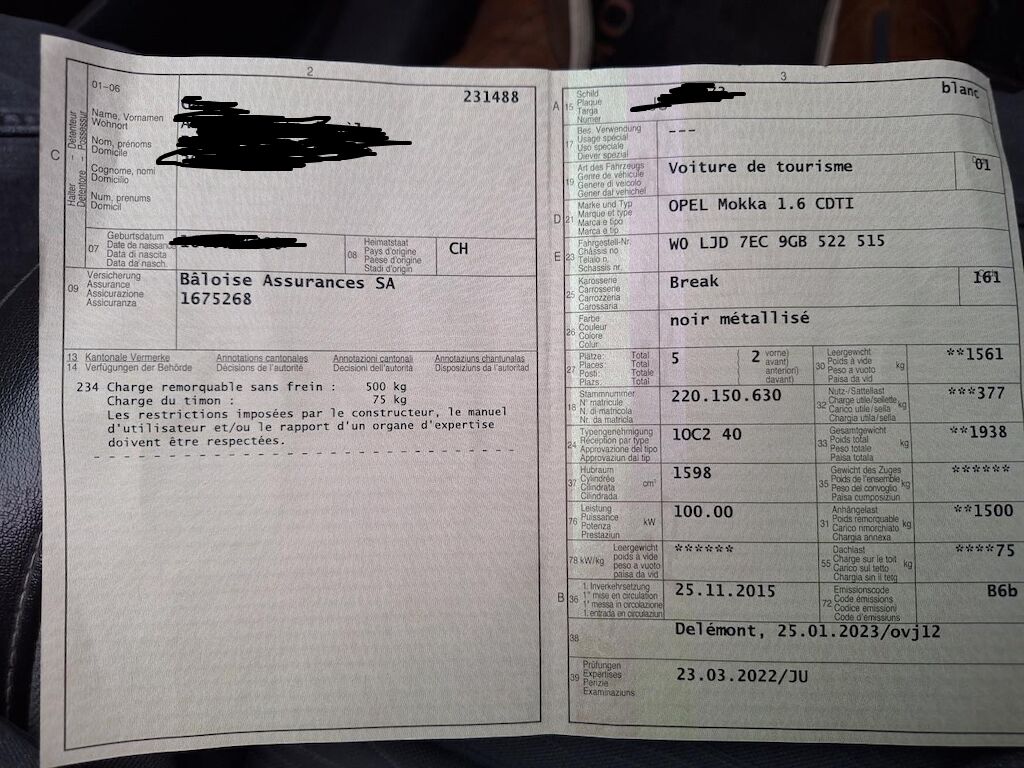 2
01-06
231488
C
Halter - Détenteur
Detentore - Possessur
Name, Vornamen
Wohnort
Nom, prénoms
Domicile
Cognome, nomi
Domicilio
Num, prenums
Domicil
07
Geburtsdatum
Date de naissance
Data di nascita
Data da nasch.
08
Heimatstaat
Pays d'origine
Paese d'origine
Stadi d'origin
CH
09
Versicherung
Assurance
Assicurazione
Assicuranza
Bâloise Assurances SA
1675268
13 Kantonale Vermerke Annotations cantonales Annotazioni cantonali Annotaziuns chantunalas
14 Verfügungen der Behörde Décisions de l'autorité Decisioni dell'autorità Disposiziuns da l'autoritad
234 Charge remorquable sans frein : 500 kg
Charge du timon : 75 kg
Les restrictions imposées par le constructeur, le manuel
d'utilisateur et/ou le rapport d'un organe d'expertise
doivent être respectées.
3
A 15
Schild
Plaque
Targa
Numer
blanc
17
Bes. Verwendung
Usage spécial
Uso speciale
Diever spezial
---
19
Art des Fahrzeugs
Genre de véhicule
Genere di veicolo
Gener dal vehichel
Voiture de tourisme
01
D 21
Marke und Typ
Marque et type
Marca e tipo
Marca e tip
OPEL Mokka 1.6 CDTI
E 23
Fahrgestell-Nr.
Châssis no
Telaio n.
Schassis nr.
W0 LJD 7EC 9GB 522 515
25
Karosserie
Carrosserie
Carrozzeria
Carossaria
Break
161
26
Farbe
Couleur
Colore
Colur
noir métallisé
27
Plätze: Total
Places: Total
Posti: Totale
Plazs: Total
5
2
vorne)
avant)
anteriori)
davant)
30
Leergewicht
Poids à vide
Peso a vuoto
Paisa da vid
kg
**1561
18
Stammnummer
N° matricule
N. di matricola
Nr. da matricla
220.150.630
32
Nutz-/Sattellast
Charge utile/sellette
Carico utile/sella
Chargia utila/sella
kg
***377
24
Typengenehmigung
Réception par type
Approvazione del tipo
Approvaziun dal tip
1OC2 40
33
Gesamtgewicht
Poids total
Peso totale
Paisa totala
kg
**1938
37
Hubraum
Cylindrée
Cilindrata
Cilindrada
cm³
1598
35
Gewicht des Zuges
Poids de l'ensemble
Peso del convoglio
Paisa cumposiziun
kg
******
76
Leistung
Puissance
Potenza
Prestaziun
kW
100.00
31
Anhängelast
Poids remorquable
Carico rimorchiato
Chargia annexa
kg
**1500
78 kW/kg
Leergewicht
poids à vide
peso a vuoto
paisa da vid
******
55
Dachlast
Charge sur le toit
Carico sul tetto
Chargia sin il tetg
kg
****75
B 36
1. Inverkehrsetzung
1re mise en circulation
1a messa in circolazione
1. entrada en circulaziun
25.11.2015
72
Emissionscode
Code émissions
Codice emissioni
Code d'emissiuns
B6b
38
Delémont, 25.01.2023/ovj12
39
Prüfungen
Expertises
Perizie
Examinaziuns
23.03.2022/JU